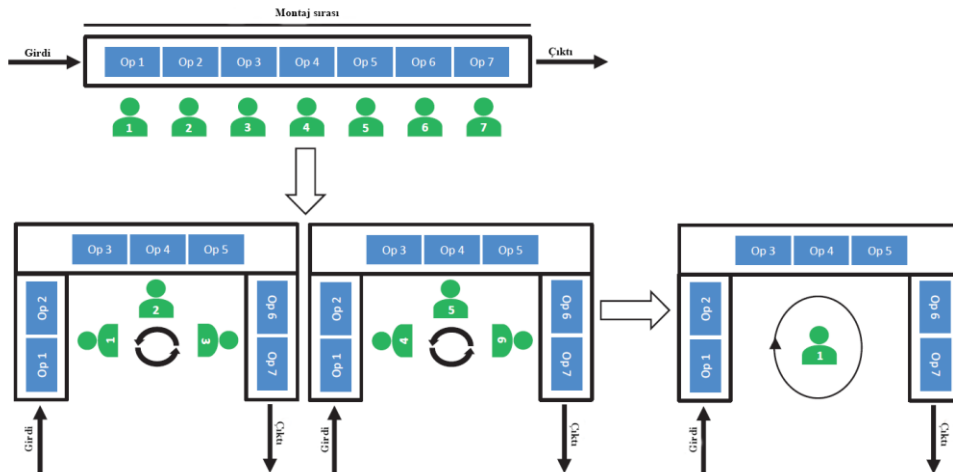 Montaj sırası
Girdi
Op 1 Op 2 Op 3 Op 4 Op 5 Op 6 Op 7
Çıktı
1 2 3 4 5 6 7
Op 3 Op 4 Op 5
Op 2
Op 1
2
1
3
Op 6
Op 7
Girdi
Çıktı
Op 3 Op 4 Op 5
Op 2
Op 1
5
4
6
Op 6
Op 7
Girdi
Çıktı
Op 3 Op 4 Op 5
Op 2
Op 1
1
Op 6
Op 7
Girdi
Çıktı